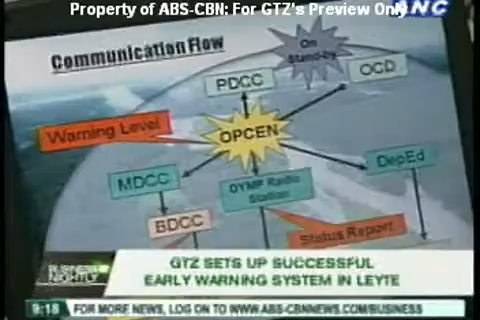 Property of ABS-CBN: For GTZ's Preview Only
ANC
Communication Flow
On
Stand-by
PDCC
OCD
Warning Level
OPCEN
DepEd
MDCC
DYMP Radio
Station
BDCC
Status Report
BUSINESS
NIGHTLY
GTZ SETS UP SUCCESSFUL
EARLY WARNING SYSTEM IN LEYTE
9:18
FOR MORE NEWS, LOG ON TO WWW.ABS-CBNNEWS.COM/BUSINESS